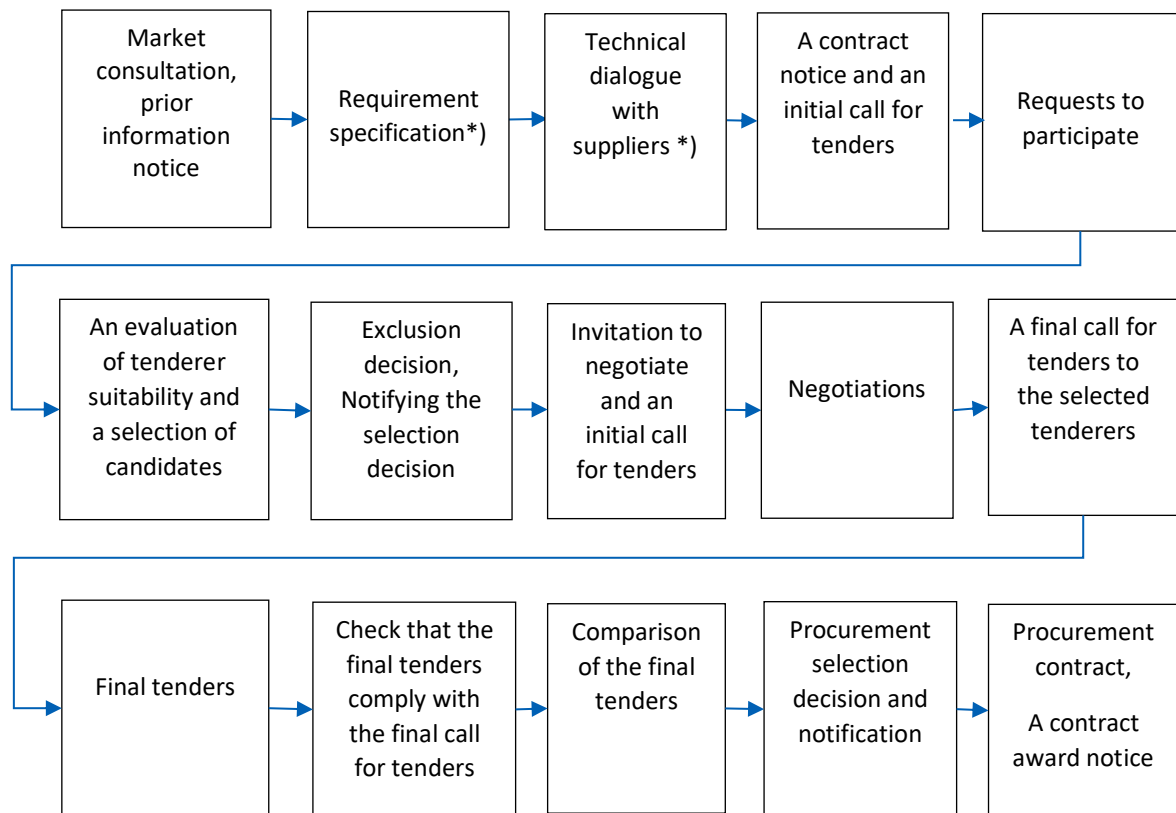 Market
consultation,
prior
information
notice
Requirement
specification*)
Technical
dialogue
with
suppliers *)
A contract
notice and an
initial call for
tenders
Requests to
participate
An evaluation
of tenderer
suitability and
a selection of
candidates
Exclusion
decision,
Notifying the
selection
decision
Invitation to
negotiate
and an
initial call
for tenders
Negotiations
A final call for
tenders to
the selected
tenderers
Final tenders
Check that the
final tenders
comply with
the final call
for tenders
Comparison
of the final
tenders
Procurement
selection
decision and
notification
Procurement
contract,
A contract
award notice